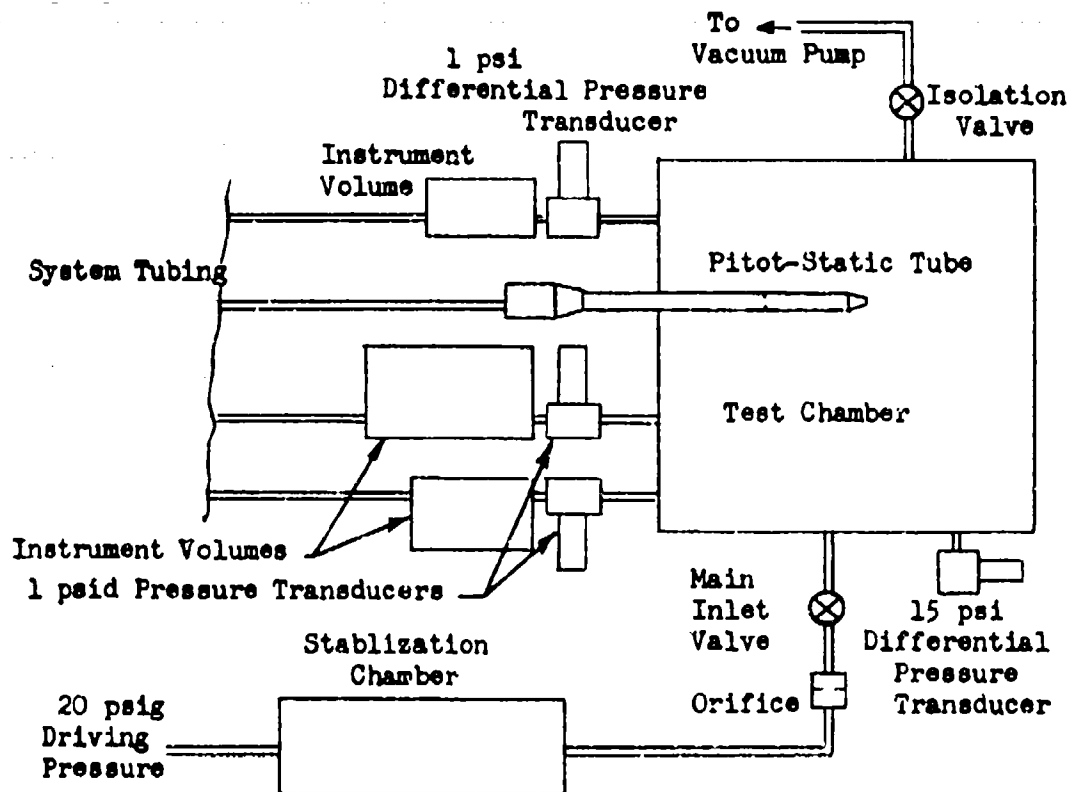 To
Vacuum Pump
1 psi
Differential Pressure
Transducer
Isolation
Valve
Instrument
Volume
System Tubing
Pitot-Static Tube
Test Chamber
Instrument Volumes
1 psid Pressure Transducers
Main
Inlet
Valve
15 psi
Differential
Pressure
Transducer
Stablization
Chamber
Orifice
20 psig
Driving
Pressure